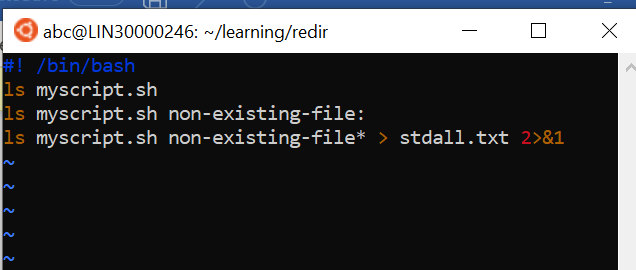 abc@LIN30000246: ~/learning/redir
#! /bin/bash
ls myscript.sh
ls myscript.sh non-existing-file:
ls myscript.sh non-existing-file* > stdall.txt 2>&1
~
~
~
~
~